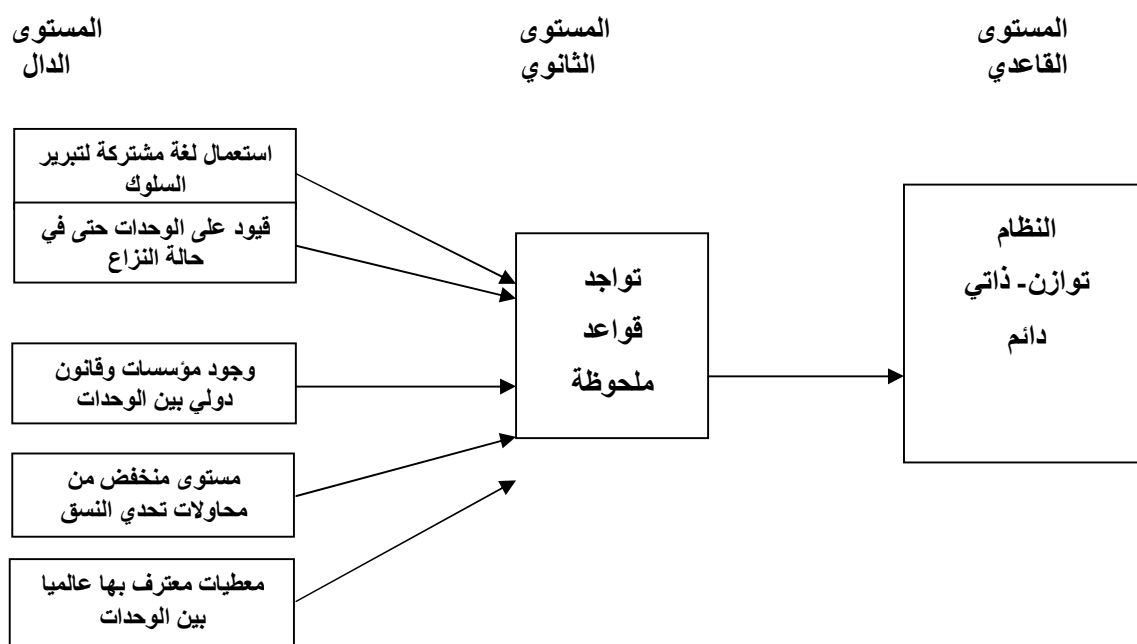 المستوى
القاعدي
المستوى
الثانوي
المستوى
الدال
استعمال لغة مشتركة لتبرير
السلوك
قيود على الوحدات حتى في
حالة النزاع
وجود مؤسسات وقانون
دولي بين الوحدات
مستوى منخفض من
محاولات تحدي النسق
معطيات معترف بها عالميا
بين الوحدات
تواجد
قواعد
ملحوظة
النظام
توازن- ذاتي
دائم